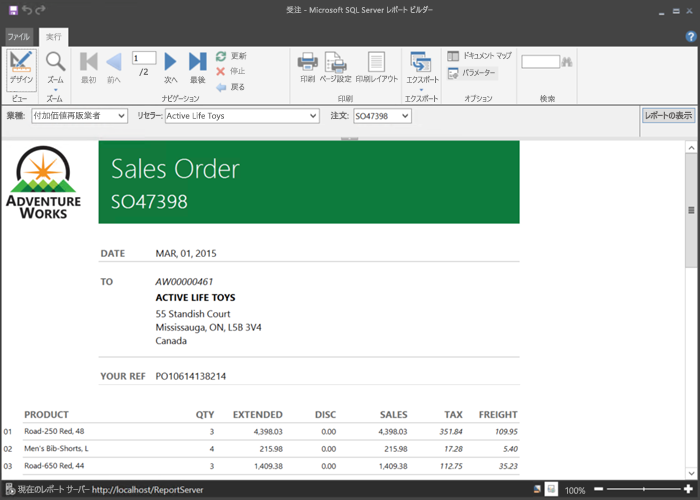 受注 - Microsoft SQL Server レポート ビルダー
ファイル 実行
デザイン ズーム 最初 前へ 1 /2 次へ 最後 更新 停止 戻る 印刷 ページ設定 印刷レイアウト エクスポート ドキュメント マップ パラメーター
ビュー ズーム ナビゲーション 印刷 エクスポート オプション 検索
業種: 付加価値再販業者 リセラー: Active Life Toys 注文: SO47398 レポートの表示
ADVENTURE WORKS
Sales Order
SO47398
DATE MAR, 01, 2015
TO AW00000461
ACTIVE LIFE TOYS
55 Standish Court
Mississauga, ON, L5B 3V4
Canada
YOUR REF PO10614138214
PRODUCT QTY EXTENDED DISC SALES TAX FREIGHT
01 Road-250 Red, 48 3 4,398.03 0.00 4,398.03 351.84 109.95
02 Men's Bib-Shorts, L 4 215.98 0.00 215.98 17.28 5.40
03 Road-650 Red, 44 3 1,409.38 0.00 1,409.38 112.75 35.23
現在のレポート サーバー http://localhost/ReportServer 100%